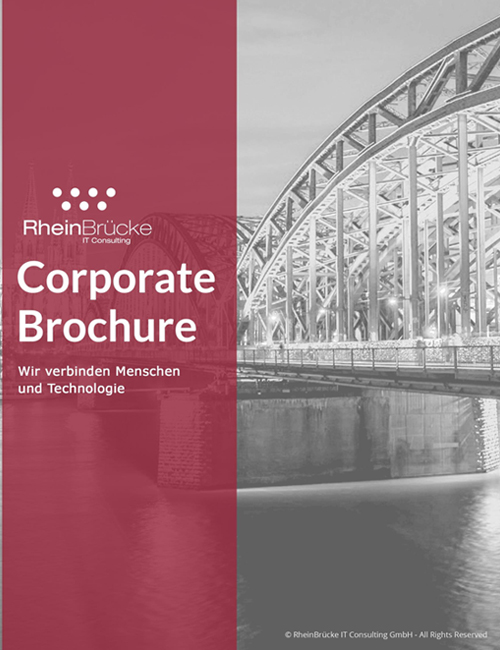 RheinBrücke
IT Consulting
Corporate
Brochure
Wir verbinden Menschen
und Technologie
© RheinBrücke IT Consulting GmbH - All Rights Reserved